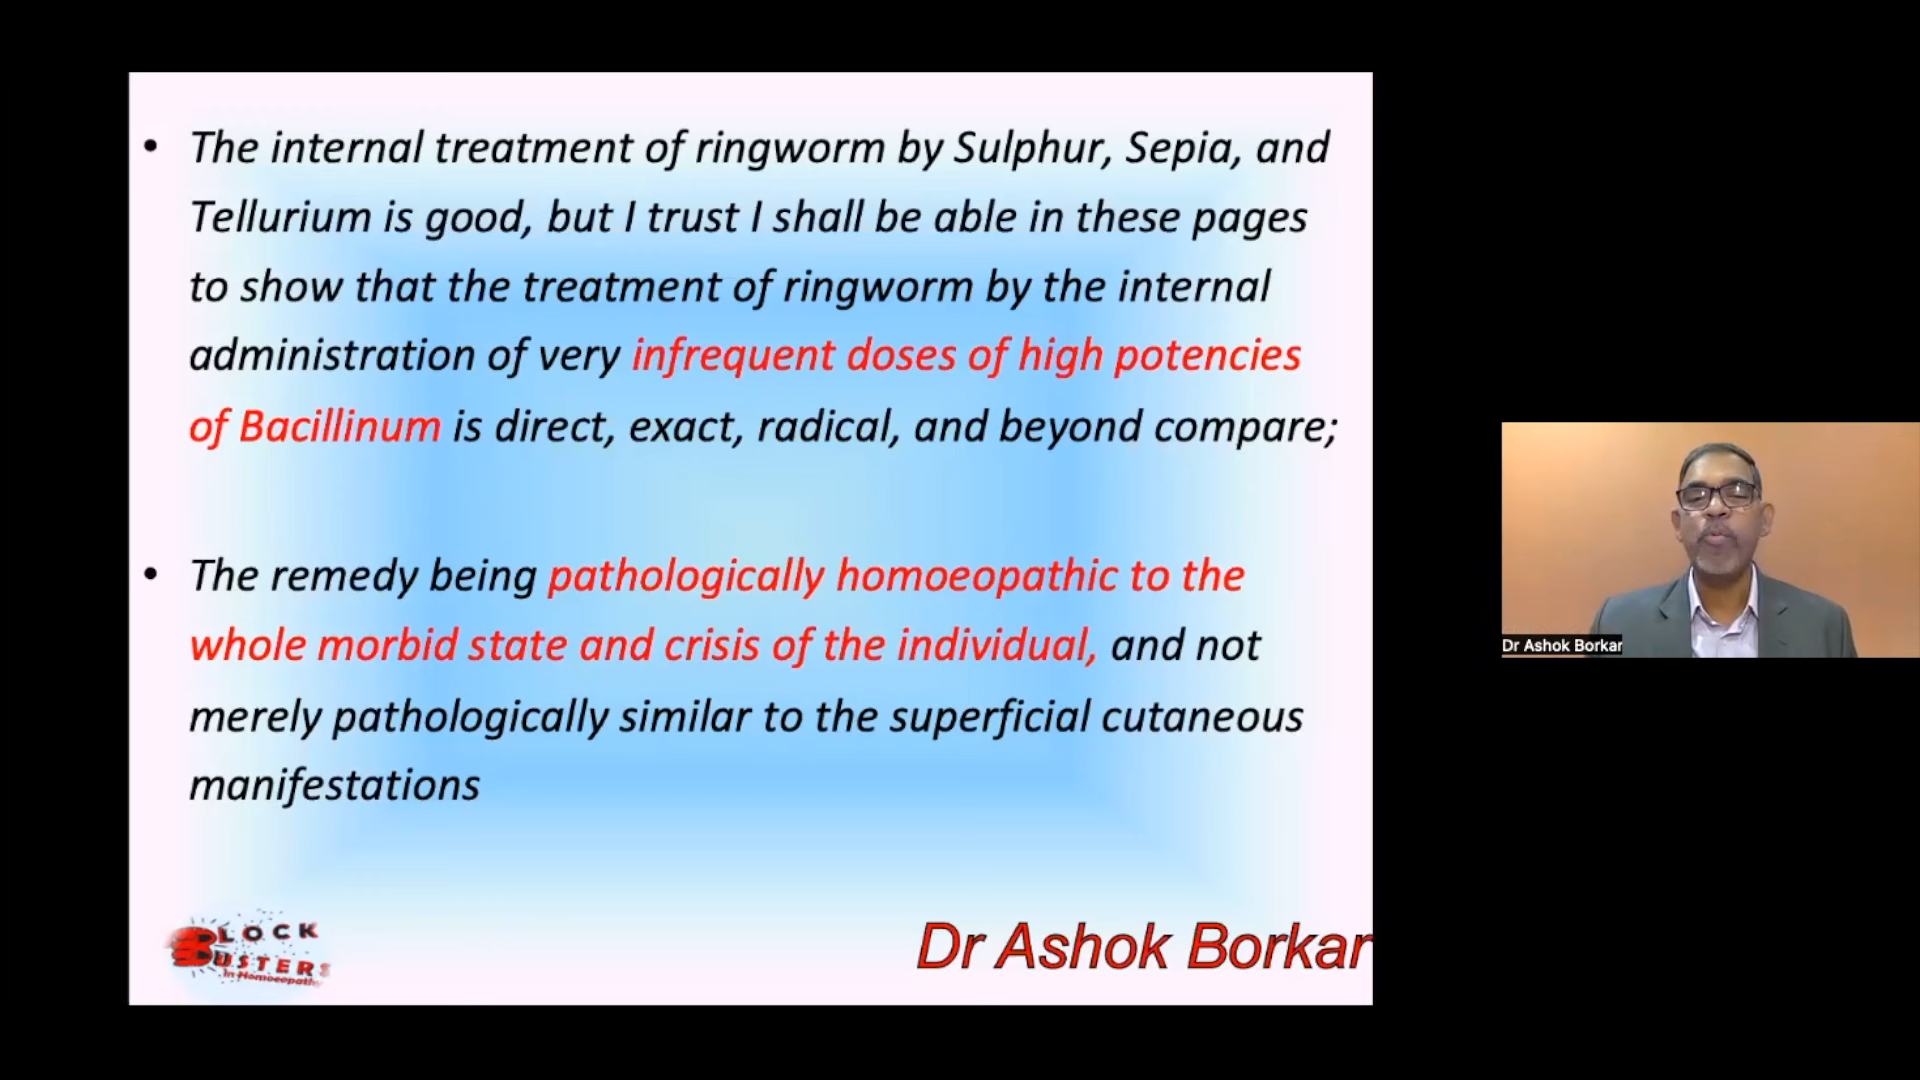 • The internal treatment of ringworm by Sulphur, Sepia, and
Tellurium is good, but I trust I shall be able in these pages
to show that the treatment of ringworm by the internal
administration of very infrequent doses of high potencies
of Bacillinum is direct, exact, radical, and beyond compare;
• The remedy being pathologically homoeopathic to the
whole morbid state and crisis of the individual, and not
merely pathologically similar to the superficial cutaneous
manifestations
BLOCK
BUSTERS
In Homoeopathy
Dr Ashok Borkar
Dr Ashok Borkar